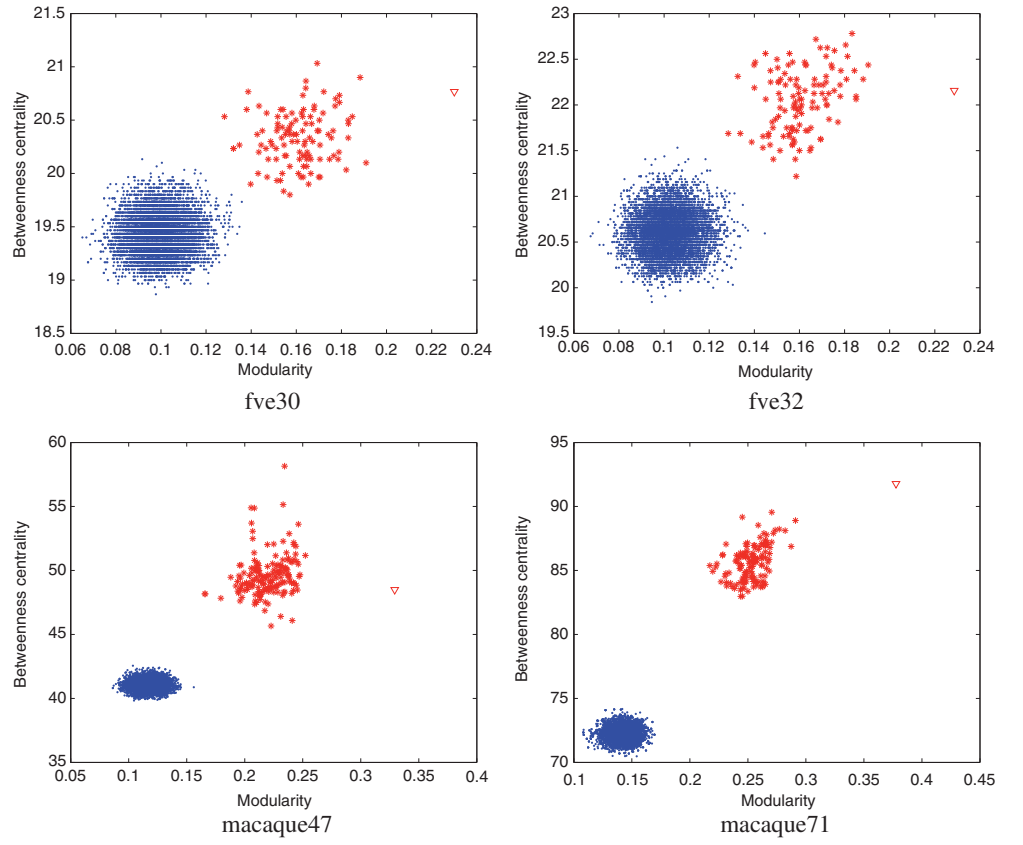 21.5
21
20.5
20
19.5
19
18.5
Betweenness centrality
0.06 0.08 0.1 0.12 0.14 0.16 0.18 0.2 0.22 0.24
Modularity
fve30
23
22.5
22
21.5
21
20.5
20
19.5
Betweenness centrality
0.06 0.08 0.1 0.12 0.14 0.16 0.18 0.2 0.22 0.24
Modularity
fve32
60
55
50
45
40
35
Betweenness centrality
0.05 0.1 0.15 0.2 0.25 0.3 0.35 0.4
Modularity
macaque47
95
90
85
80
75
70
Betweenness centrality
0.1 0.15 0.2 0.25 0.3 0.35 0.4 0.45
Modularity
macaque71